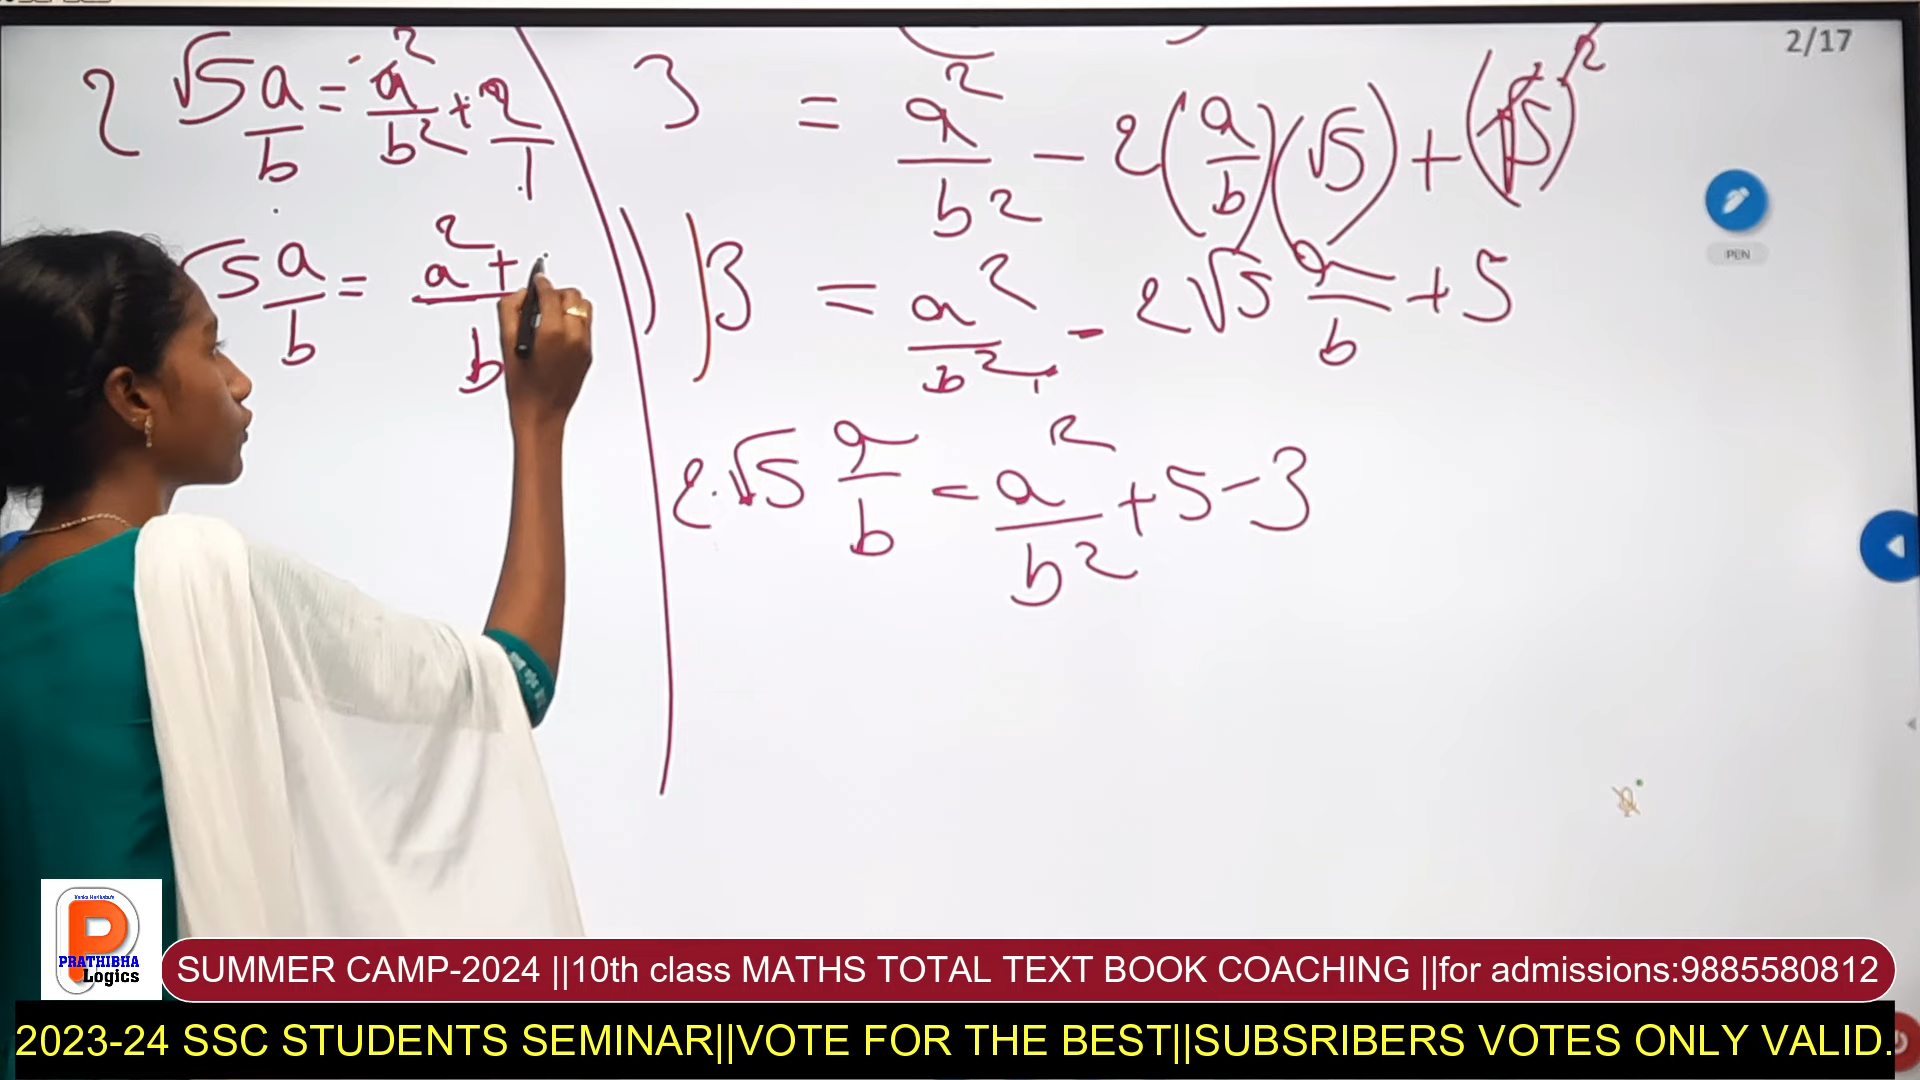 2/17
2 √5 a/b = a²/b² + 2/1
√5 a/b = a² + / b
3 = a²/b² - 2(a/b)(√5) + (√5)²
3 = a²/b² - 2√5 a/b + 5
2.√5 a/b = a²/b² + 5 - 3
PEN
PRATHIBHA
Logics
SUMMER CAMP-2024 ||10th class MATHS TOTAL TEXT BOOK COACHING ||for admissions:9885580812
2023-24 SSC STUDENTS SEMINAR||VOTE FOR THE BEST||SUBSRIBERS VOTES ONLY VALID.